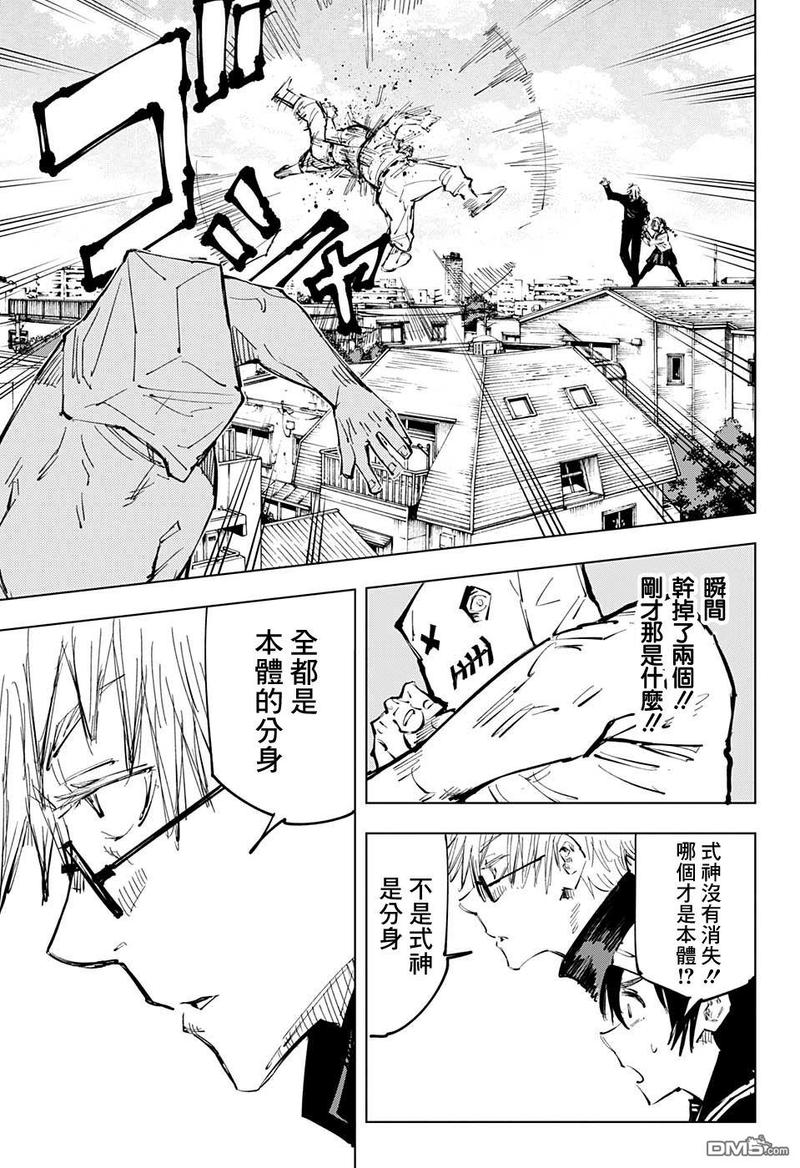 ゴシャ
瞬間
幹掉了兩個!!
剛才那是什麼!!
式神沒有消失!!
哪個才是本體!?
不是式神
是分身
全都是
本體的分身
DM5.com